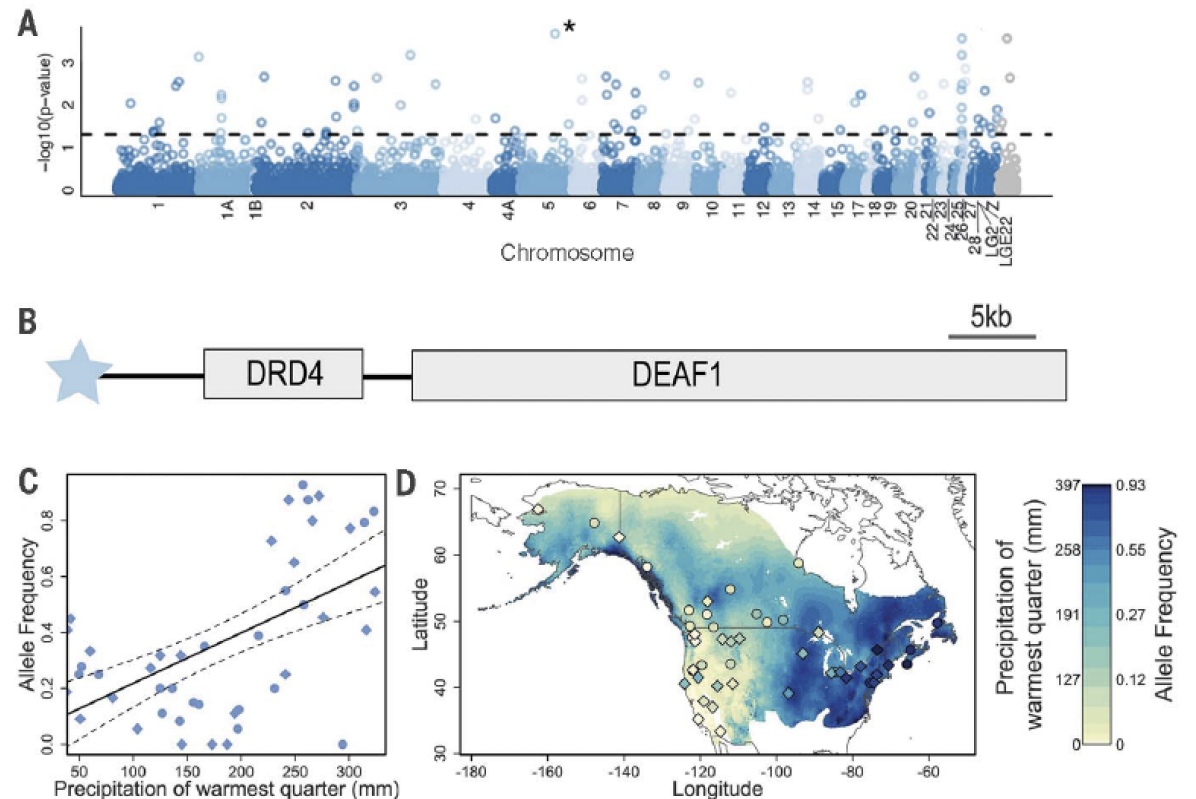 A
*
−log10(p-value)
3
2
1
0
1
1A
1B
2
3
4
4A
5
6
7
8
9
10
11
12
13
14
15
17
18
19
20
21
22
23
24
25
26
27
28
LG2
Z
LGE22
Chromosome
B
5kb
DRD4
DEAF1
C
Allele Frequency
0.8
0.6
0.4
0.2
0.0
50 100 150 200 250 300
Precipitation of warmest quarter (mm)
D
Latitude
70
60
50
40
30
-180 -160 -140 -120 -100 -80 -60
Longitude
Precipitation of
warmest quarter (mm)
397 0.93
258 0.55
191 0.27
127 0.12
0 0
Allele Frequency